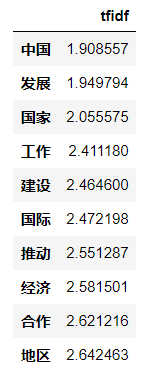 tfidf
中国 1.908557
发展 1.949794
国家 2.055575
工作 2.411180
建设 2.464600
国际 2.472198
推动 2.551287
经济 2.581501
合作 2.621216
地区 2.642463